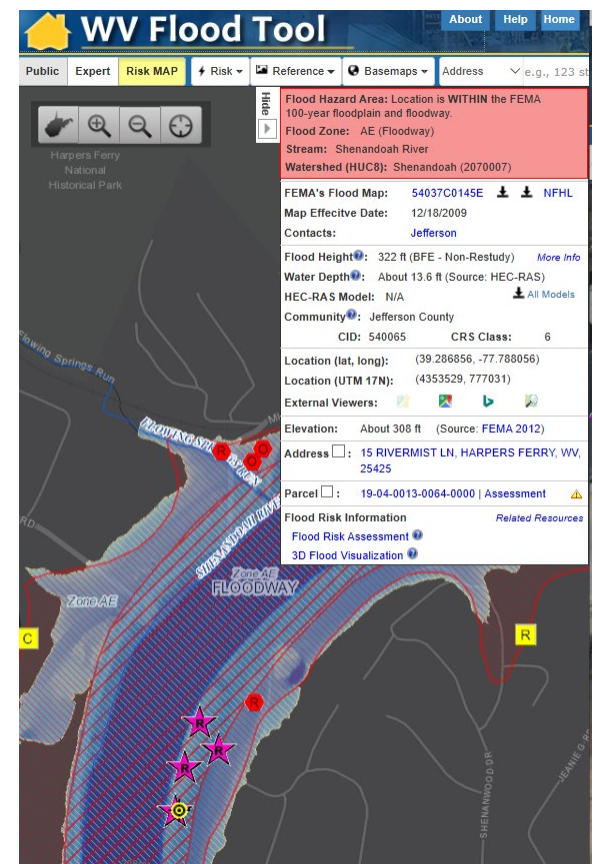 WV Flood Tool
About
Help
Home
Public
Expert
Risk MAP
Risk
Reference
Basemaps
Address
e.g., 123 st
Hide
Flood Hazard Area: Location is WITHIN the FEMA
100-year floodplain and floodway.
Flood Zone: AE (Floodway)
Stream: Shenandoah River
Watershed (HUC8): Shenandoah (2070007)
FEMA's Flood Map: 54037C0145E NFHL
Map Effecitve Date: 12/18/2009
Contacts: Jefferson
Flood Height: 322 ft (BFE - Non-Restudy) More Info
Water Depth: About 13.6 ft (Source: HEC-RAS)
HEC-RAS Model: N/A All Models
Community: Jefferson County
CID: 540065 CRS Class: 6
Location (lat, long): (39.286856, -77.788056)
Location (UTM 17N): (4353529, 777031)
External Viewers:
Elevation: About 308 ft (Source: FEMA 2012)
Address : 15 RIVERMIST LN, HARPERS FERRY, WV,
25425
Parcel : 19-04-0013-0064-0000 | Assessment
Flood Risk Information Related Resources
Flood Risk Assessment
3D Flood Visualization
Harpers Ferry
National
Historical Park
Flowing Springs Run
FLOWING SPRINGS RUN
R
O
O
SHENANDOAH RIVE
RD
Zone AE
FLOODWAY
Zone AE
C
R
R
R
R
R
SHENANWOOD DR
JEANIE G R